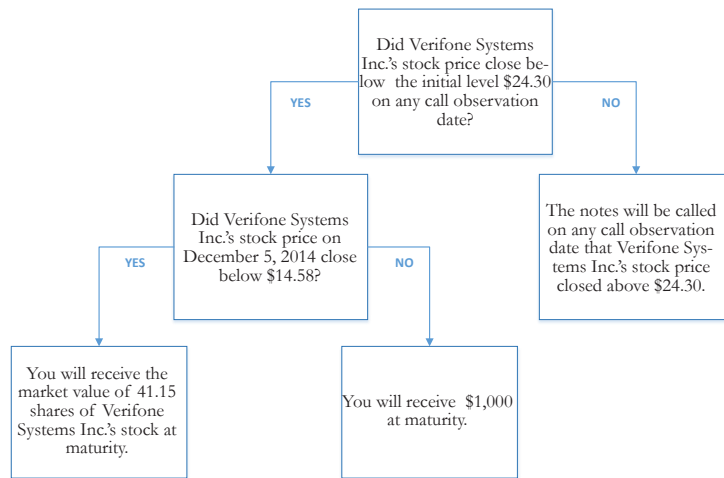 Did Verifone Systems
Inc.'s stock price close be-
low the initial level $24.30
on any call observation
date?
YES
NO
Did Verifone Systems
Inc.'s stock price on
December 5, 2014 close
below $14.58?
The notes will be called
on any call observation
date that Verifone Sys-
tems Inc.'s stock price
closed above $24.30.
YES
NO
You will receive the
market value of 41.15
shares of Verifone
Systems Inc.'s stock at
maturity.
You will receive $1,000
at maturity.